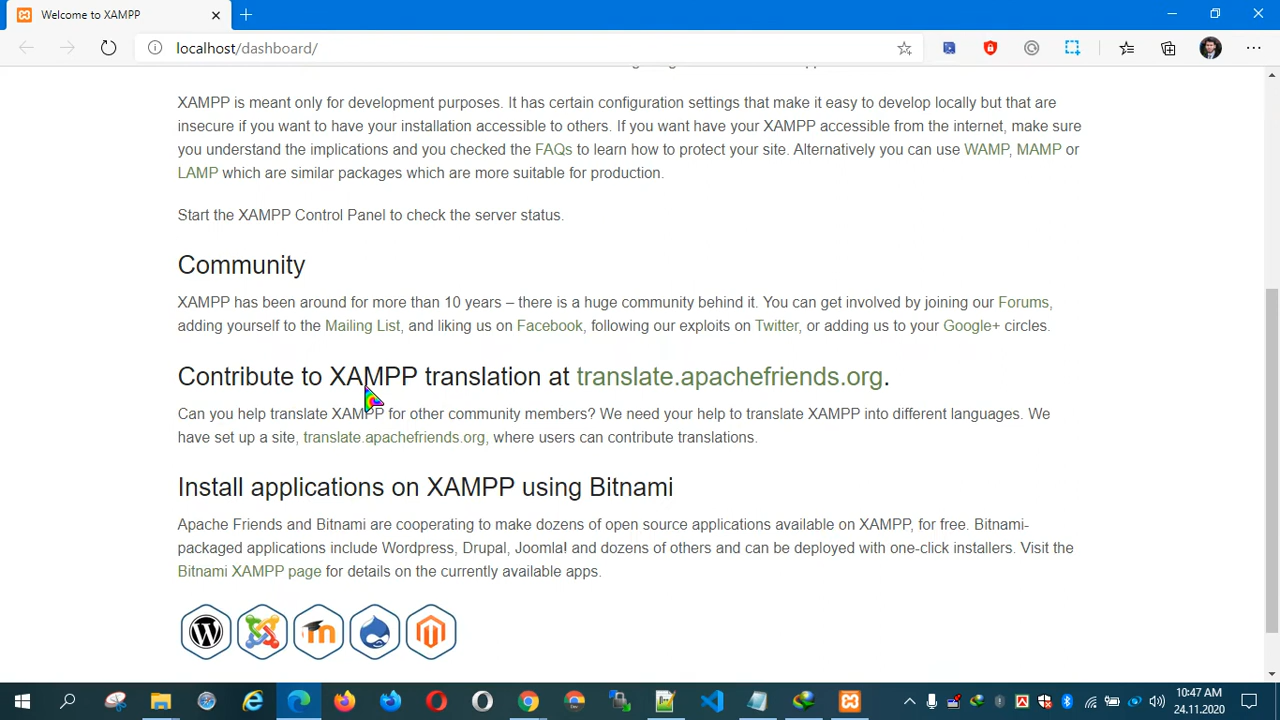 Welcome to XAMPP
localhost/dashboard/
XAMPP is meant only for development purposes. It has certain configuration settings that make it easy to develop locally but that are
insecure if you want to have your installation accessible to others. If you want have your XAMPP accessible from the internet, make sure
you understand the implications and you checked the FAQs to learn how to protect your site. Alternatively you can use WAMP, MAMP or
LAMP which are similar packages which are more suitable for production.
Start the XAMPP Control Panel to check the server status.
Community
XAMPP has been around for more than 10 years – there is a huge community behind it. You can get involved by joining our Forums,
adding yourself to the Mailing List, and liking us on Facebook, following our exploits on Twitter, or adding us to your Google+ circles.
Contribute to XAMPP translation at translate.apachefriends.org.
Can you help translate XAMPP for other community members? We need your help to translate XAMPP into different languages. We
have set up a site, translate.apachefriends.org, where users can contribute translations.
Install applications on XAMPP using Bitnami
Apache Friends and Bitnami are cooperating to make dozens of open source applications available on XAMPP, for free. Bitnami-
packaged applications include Wordpress, Drupal, Joomla! and dozens of others and can be deployed with one-click installers. Visit the
Bitnami XAMPP page for details on the currently available apps.
10:47 AM
24.11.2020